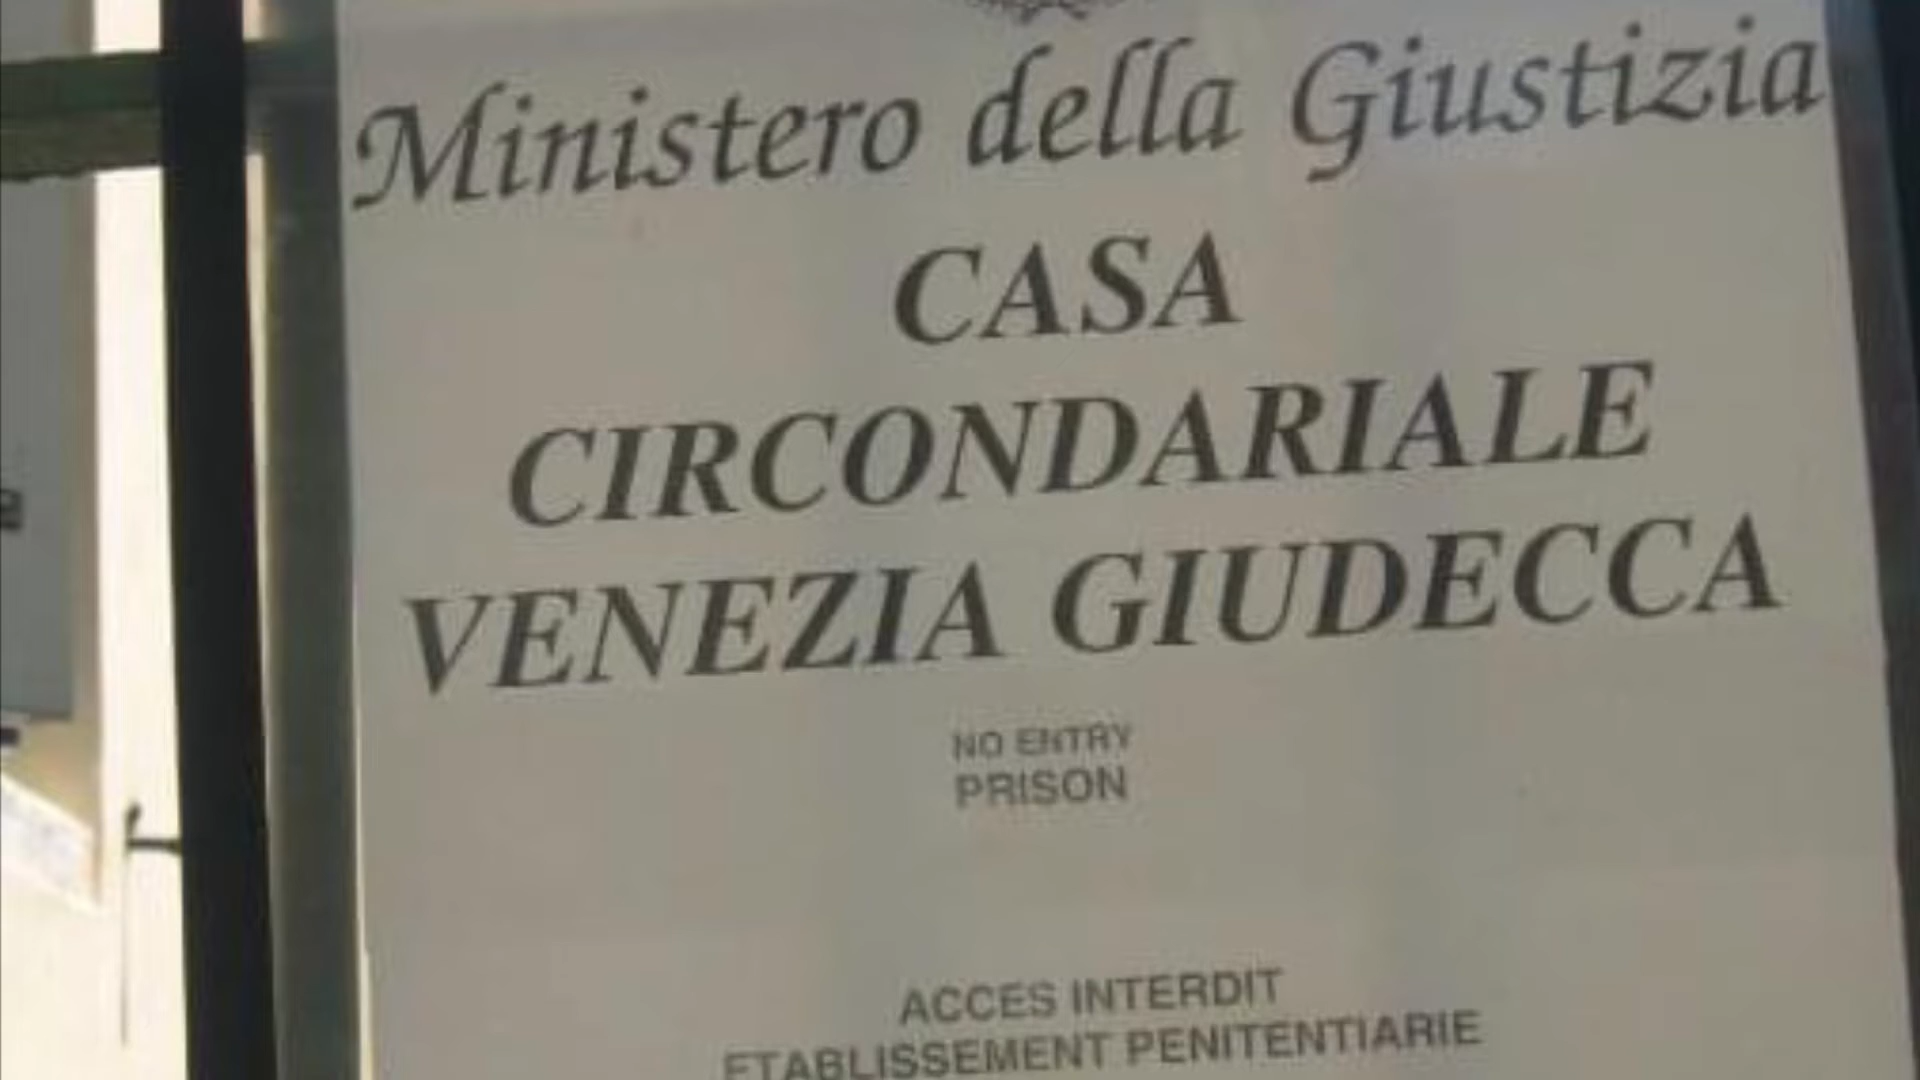 Ministero della Giustizia
CASA
CIRCONDARIALE
VENEZIA GIUDECCA
NO ENTRY
PRISON
ACCES INTERDIT
ETABLISSEMENT PENITENTIARIE